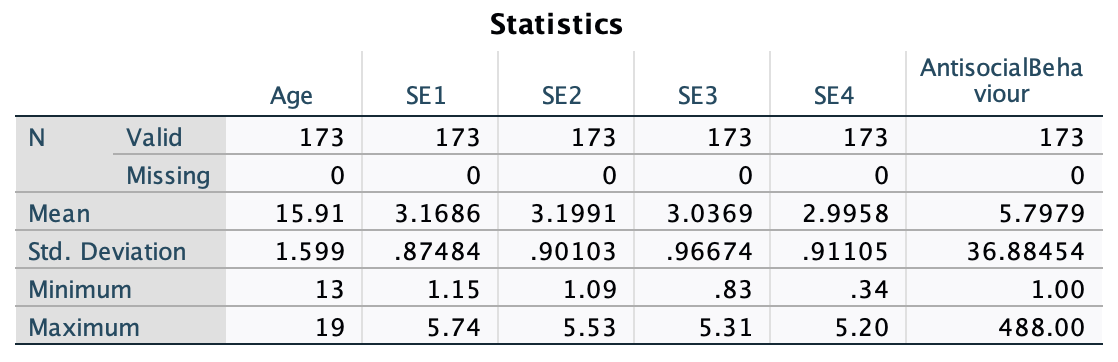 Statistics
Age SE1 SE2 SE3 SE4 AntisocialBeha
viour
N Valid 173 173 173 173 173 173
Missing 0 0 0 0 0 0
Mean 15.91 3.1686 3.1991 3.0369 2.9958 5.7979
Std. Deviation 1.599 .87484 .90103 .96674 .91105 36.88454
Minimum 13 1.15 1.09 .83 .34 1.00
Maximum 19 5.74 5.53 5.31 5.20 488.00